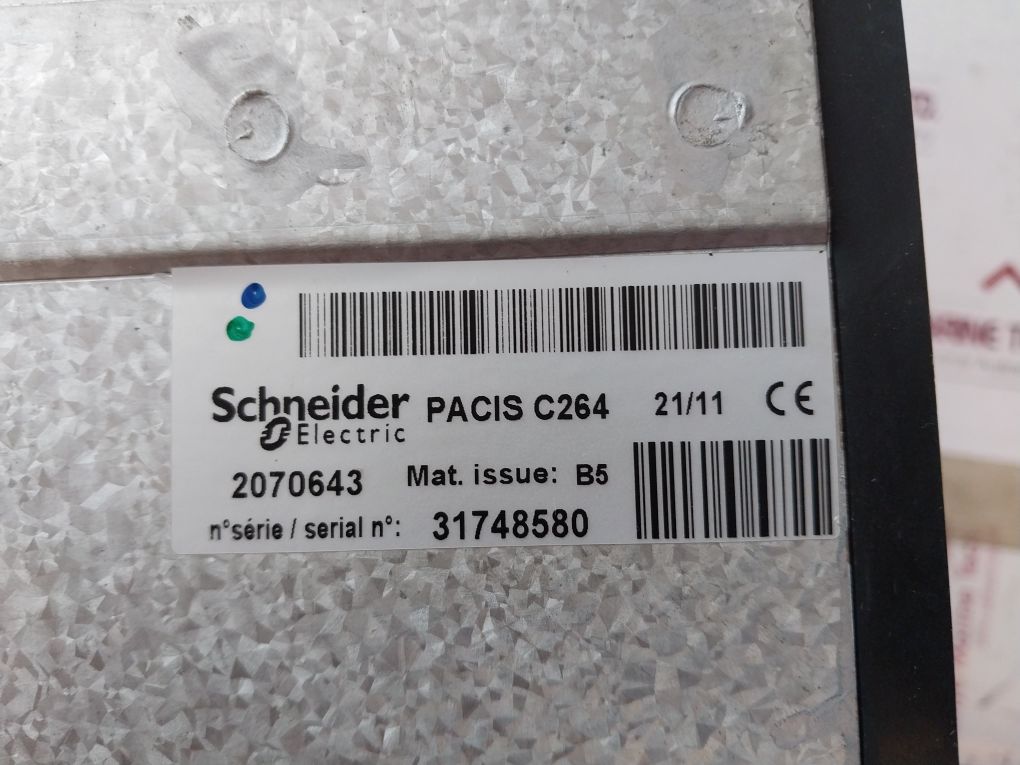 Schneider Electric PACIS C264 21/11 CE
2070643 Mat. issue: B5
n°série / serial n°: 31748580